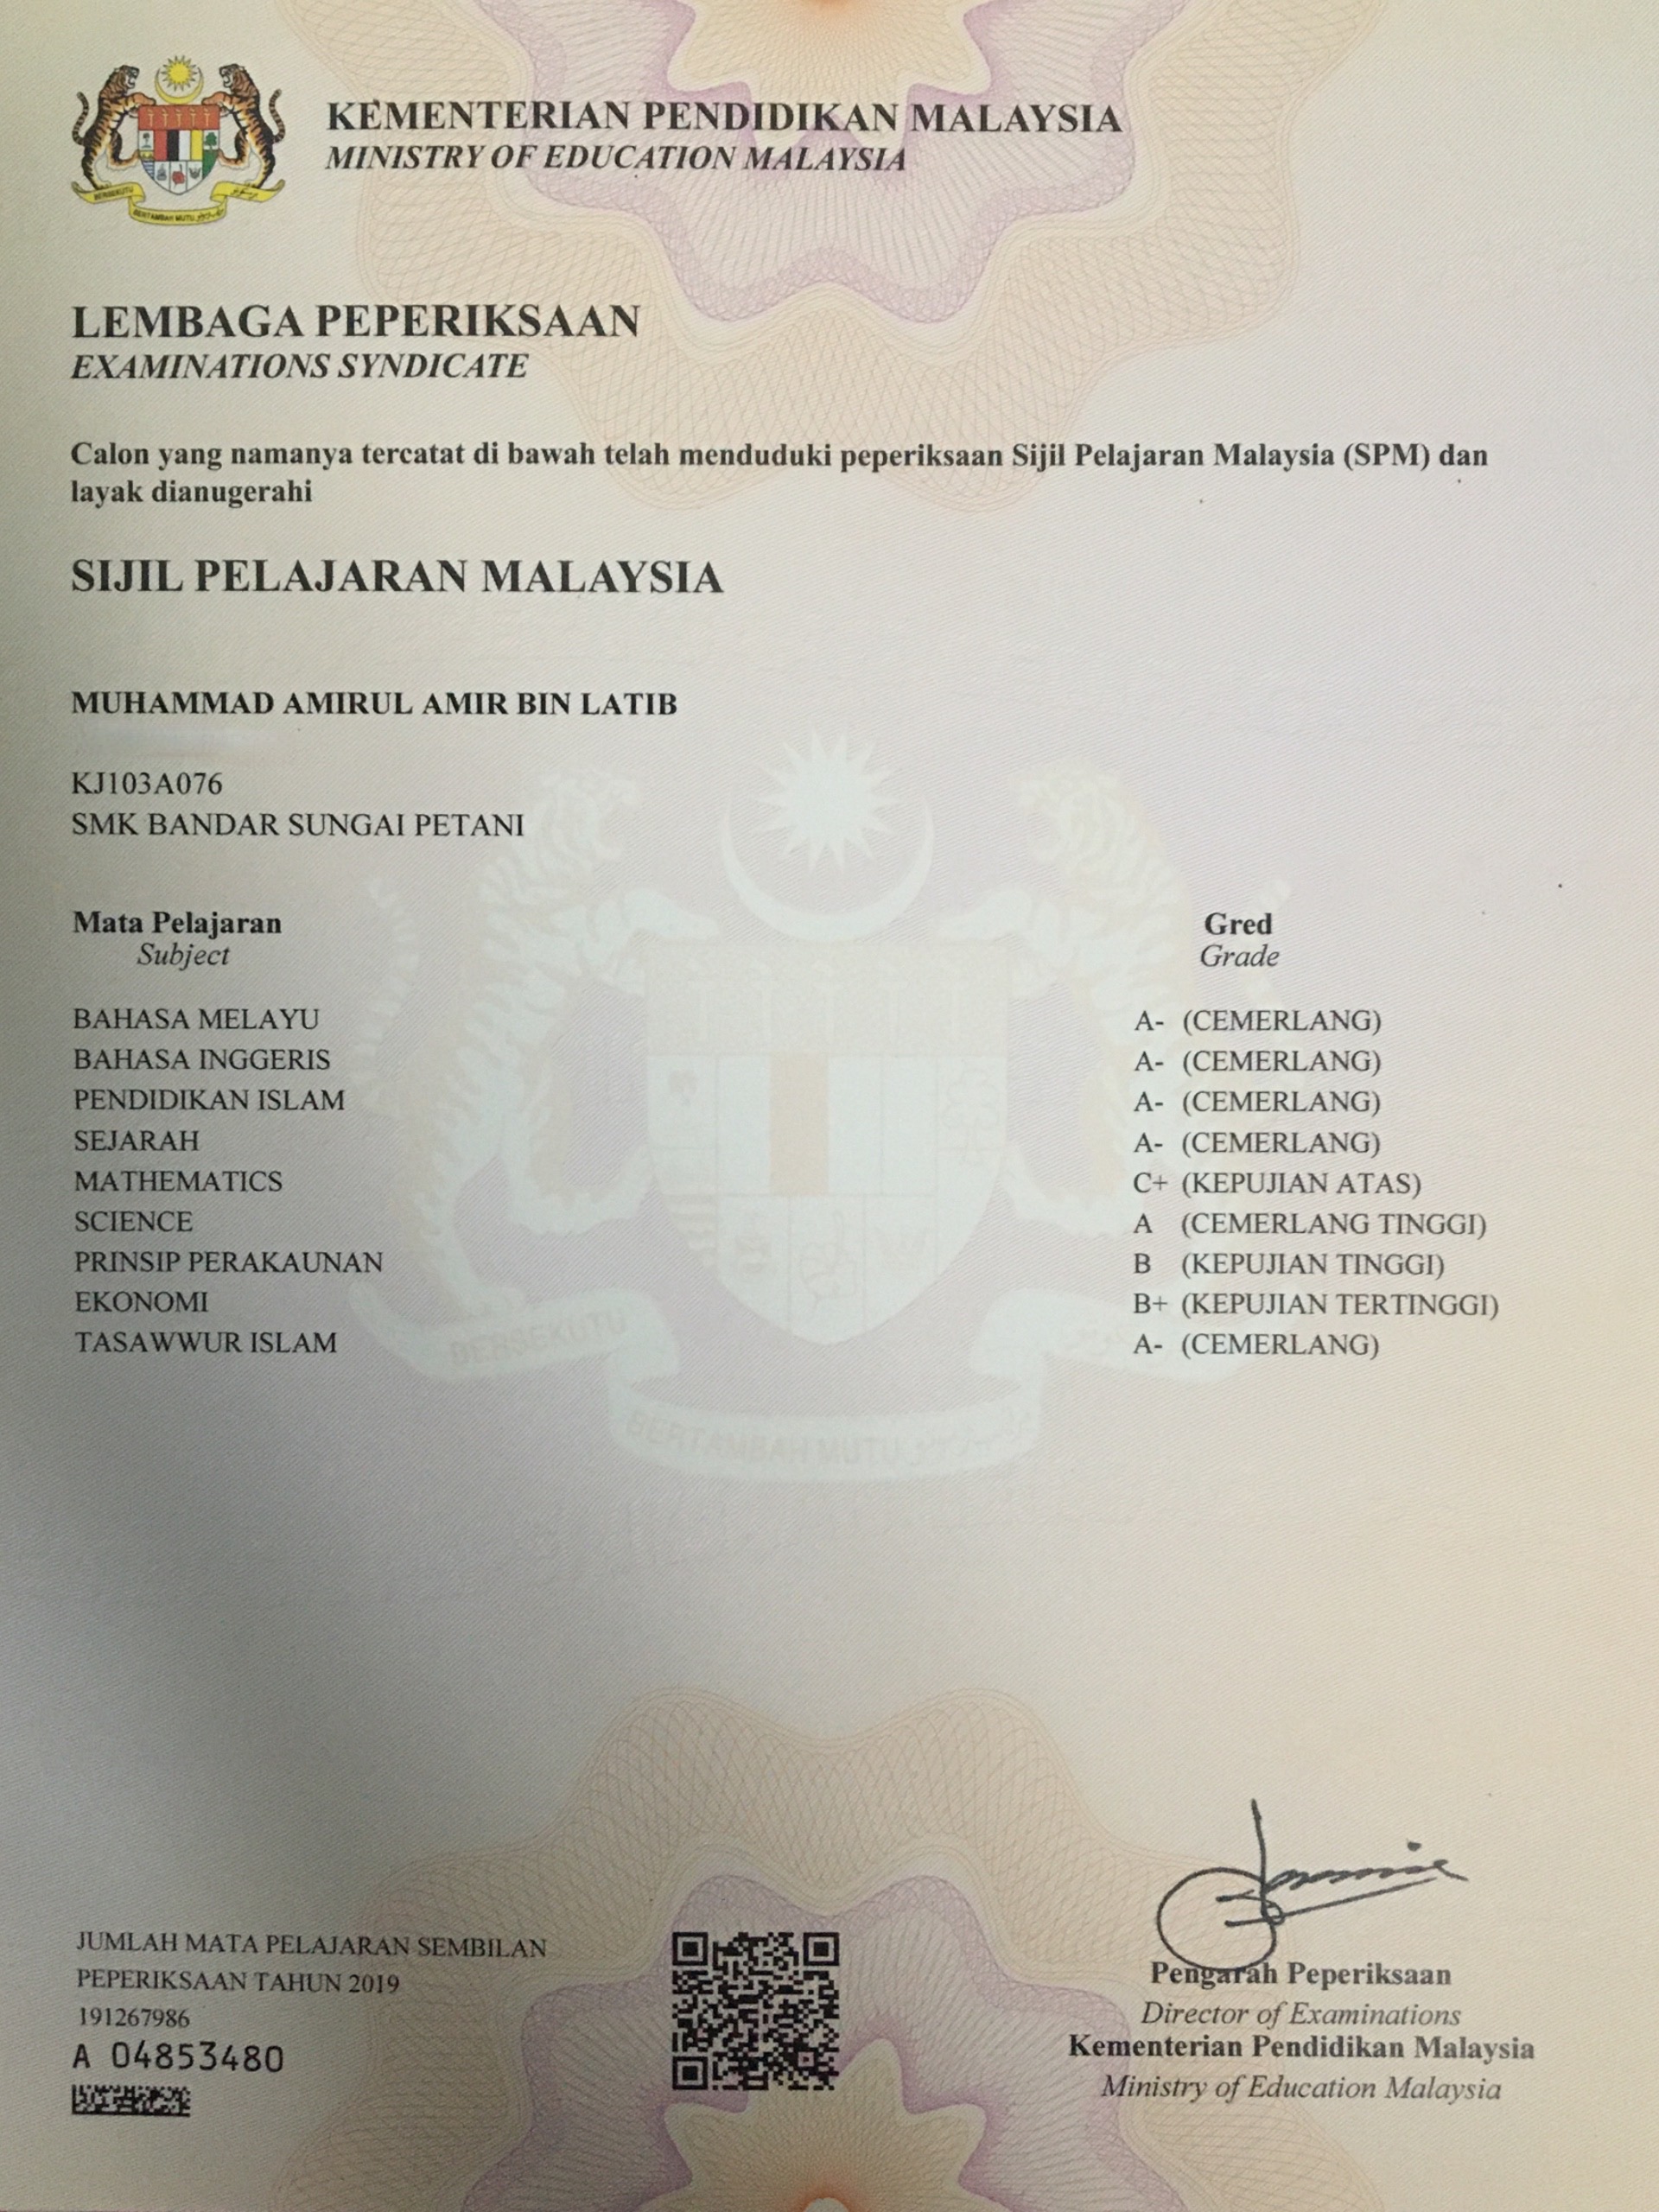 KEMENTERIAN PENDIDIKAN MALAYSIA
MINISTRY OF EDUCATION MALAYSIA
BERSEKUTU
BERTAMBAH MUTU
LEMBAGA PEPERIKSAAN
EXAMINATIONS SYNDICATE
Calon yang namanya tercatat di bawah telah menduduki peperiksaan Sijil Pelajaran Malaysia (SPM) dan
layak dianugerahi
SIJIL PELAJARAN MALAYSIA
MUHAMMAD AMIRUL AMIR BIN LATIB
KJ103A076
SMK BANDAR SUNGAI PETANI
Mata Pelajaran Gred
Subject Grade
BAHASA MELAYU A- (CEMERLANG)
BAHASA INGGERIS A- (CEMERLANG)
PENDIDIKAN ISLAM A- (CEMERLANG)
SEJARAH A- (CEMERLANG)
MATHEMATICS C+ (KEPUJIAN ATAS)
SCIENCE A (CEMERLANG TINGGI)
PRINSIP PERAKAUNAN B (KEPUJIAN TINGGI)
EKONOMI B+ (KEPUJIAN TERTINGGI)
TASAWWUR ISLAM A- (CEMERLANG)
BERSEKUTU
BERTAMBAH MUTU
JUMLAH MATA PELAJARAN SEMBILAN
PEPERIKSAAN TAHUN 2019
191267986
A 04853480
Pengarah Peperiksaan
Director of Examinations
Kementerian Pendidikan Malaysia
Ministry of Education Malaysia